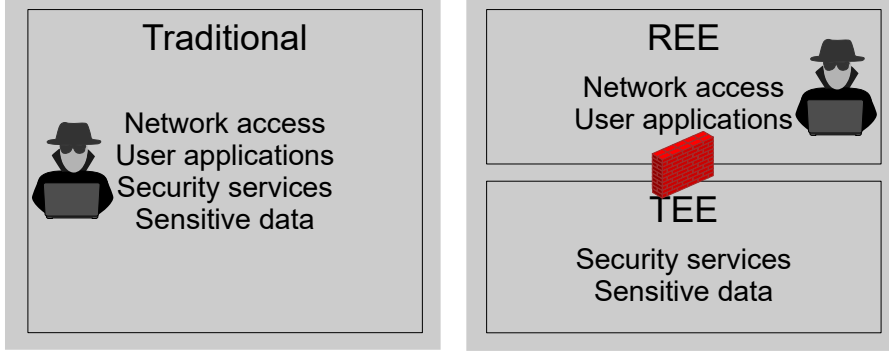 Traditional
Network access
User applications
Security services
Sensitive data
REE
Network access
User applications
TEE
Security services
Sensitive data